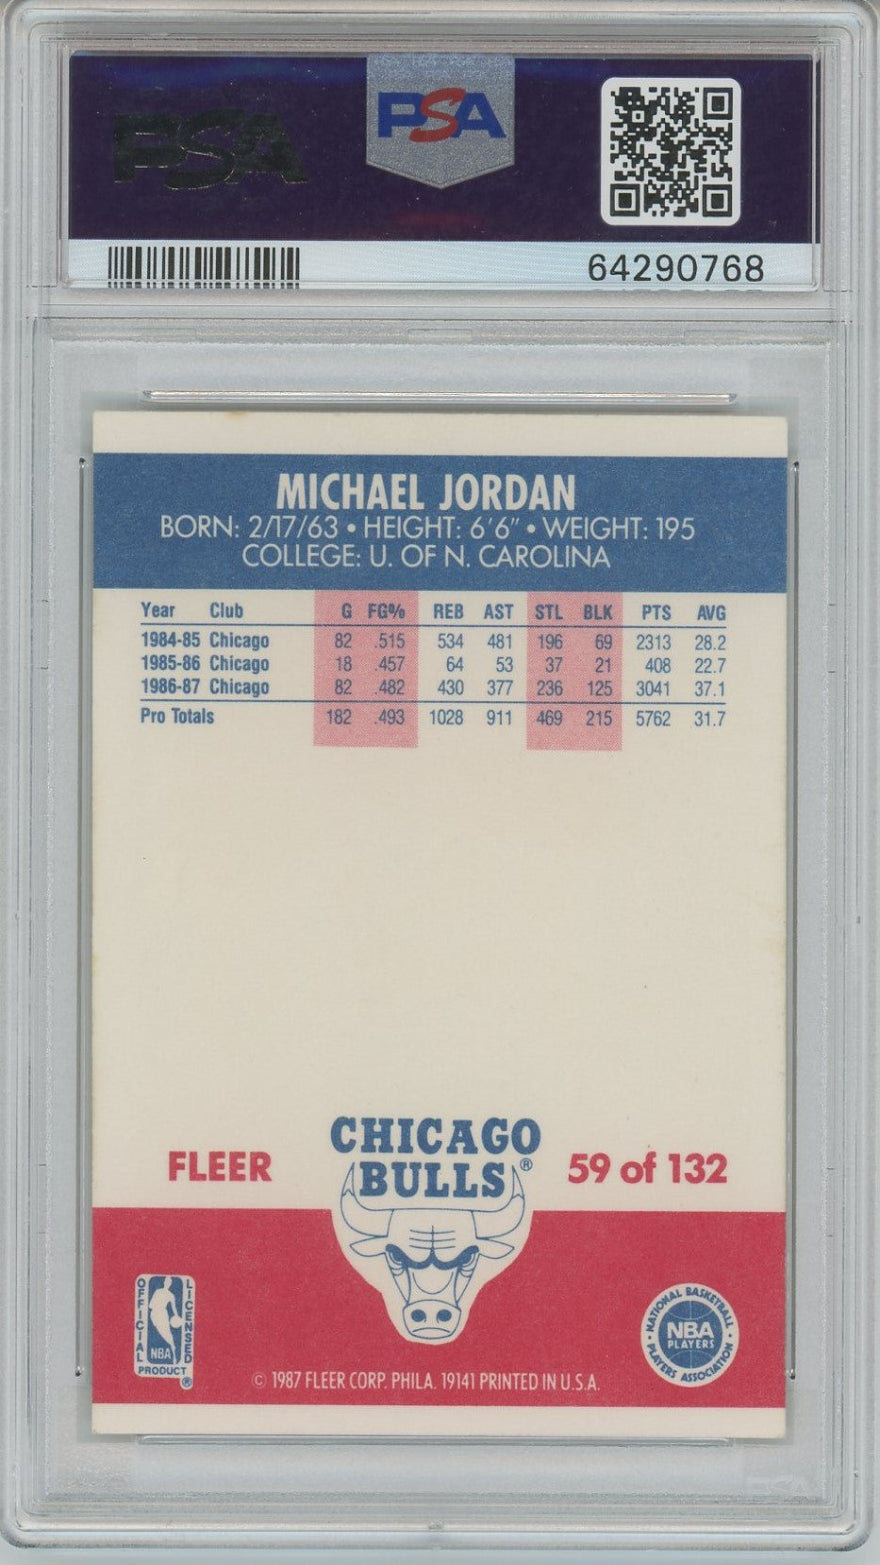 PSA
PSA
64290768
MICHAEL JORDAN
BORN: 2/17/63 • HEIGHT: 6'6" • WEIGHT: 195
COLLEGE: U. OF N. CAROLINA
Year Club G FG% REB AST STL BLK PTS AVG
1984-85 Chicago 82 .515 534 481 196 69 2313 28.2
1985-86 Chicago 18 .457 64 53 37 21 408 22.7
1986-87 Chicago 82 .482 430 377 236 125 3041 37.1
Pro Totals 182 .493 1028 911 469 215 5762 31.7
CHICAGO
BULLS®
FLEER
59 of 132
OFFICIAL LICENSED
NBA
PRODUCT ®
© 1987 FLEER CORP. PHILA. 19141 PRINTED IN U.S.A.
NATIONAL BASKETBALL
NBA
PLAYERS
PLAYERS ASSOCIATION